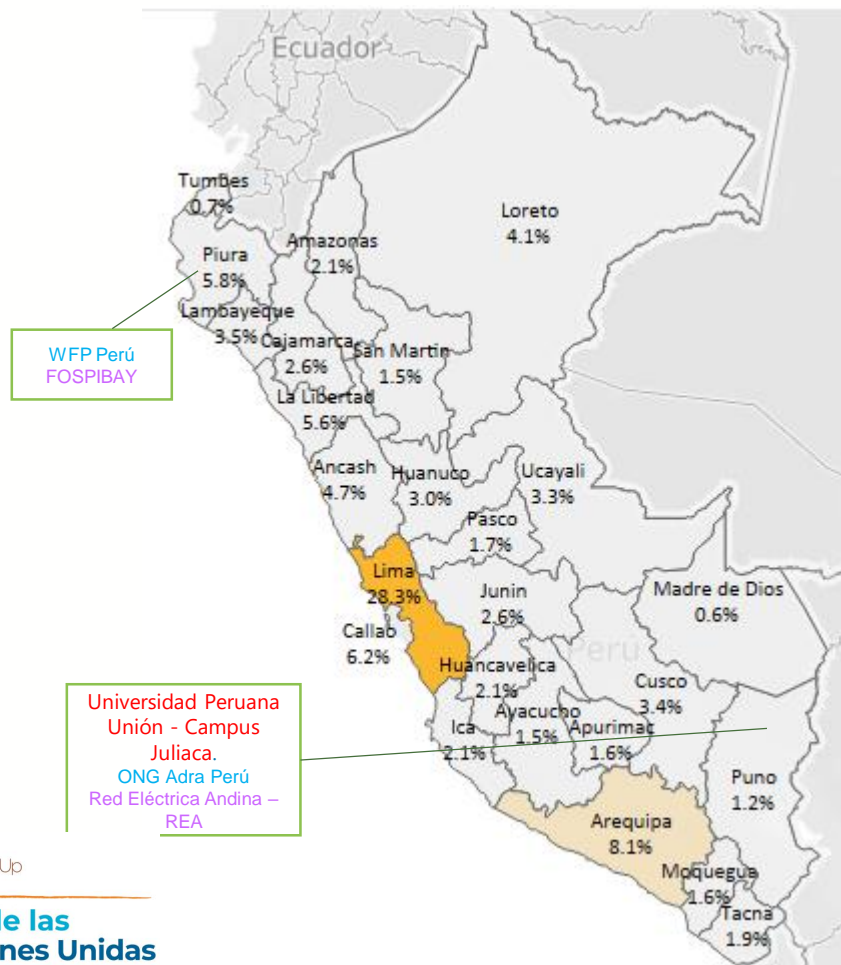 Ecuador
Tumbes
0.7%
Loreto
4.1%
Piura
5.8%
Amazonas
2.1%
Lambayeque
3.5%
WFP Perú
FOSPIBAY
Cajamarca
2.6%
San Martin
1.5%
La Libertad
5.6%
Ancash
4.7%
Huanuco
3.0%
Ucayali
3.3%
Pasco
1.7%
Lima
28.3%
Junin
2.6%
Madre de Dios
0.6%
Callao
6.2%
Perú
Huancavelica
2.1%
Cusco
3.4%
Universidad Peruana
Unión - Campus
Juliaca.
ONG Adra Perú
Red Eléctrica Andina –
REA
Ica
2.1%
Ayacucho
1.5%
Apurimac
1.6%
Puno
1.2%
Arequipa
8.1%
Moquegua
1.6%
Tacna
1.9%
Up
de las
nes Unidas